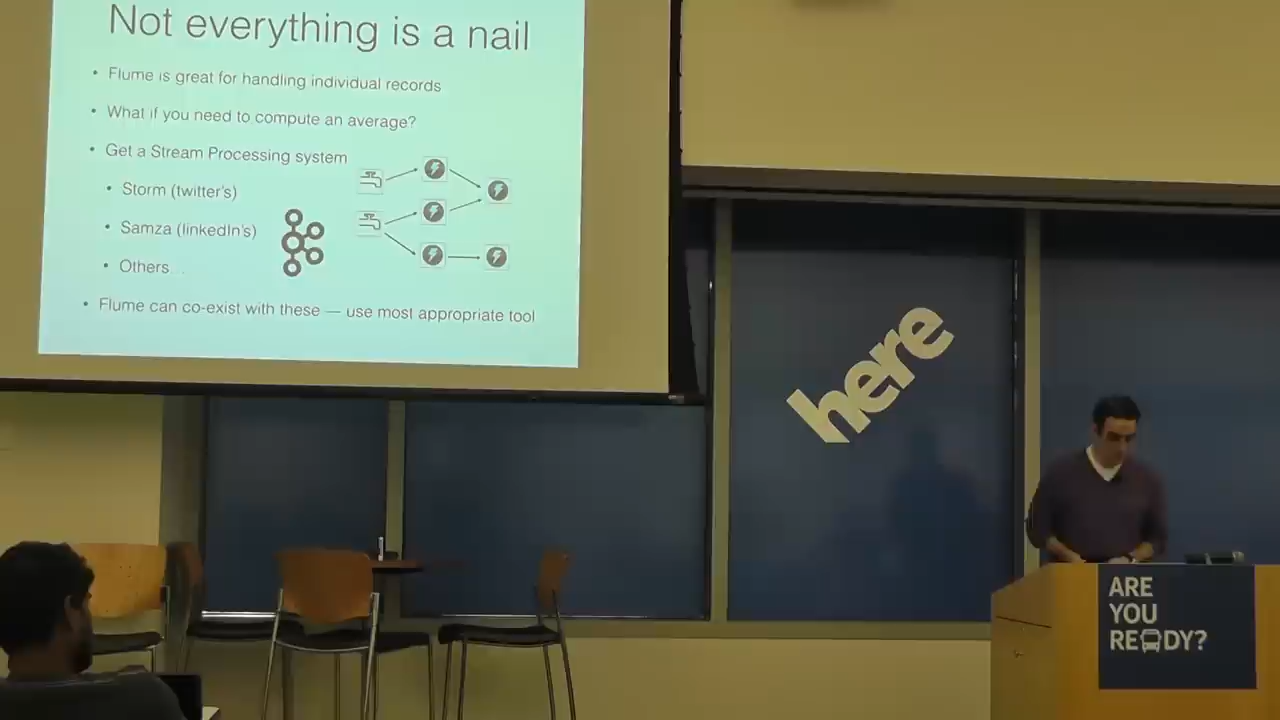 Not everything is a nail
• Flume is great for handling individual records
• What if you need to compute an average?
• Get a Stream Processing system
• Storm (twitter's)
• Samza (linkedIn's)
• Others…
• Flume can co-exist with these — use most appropriate tool
here
ARE
YOU
READY?